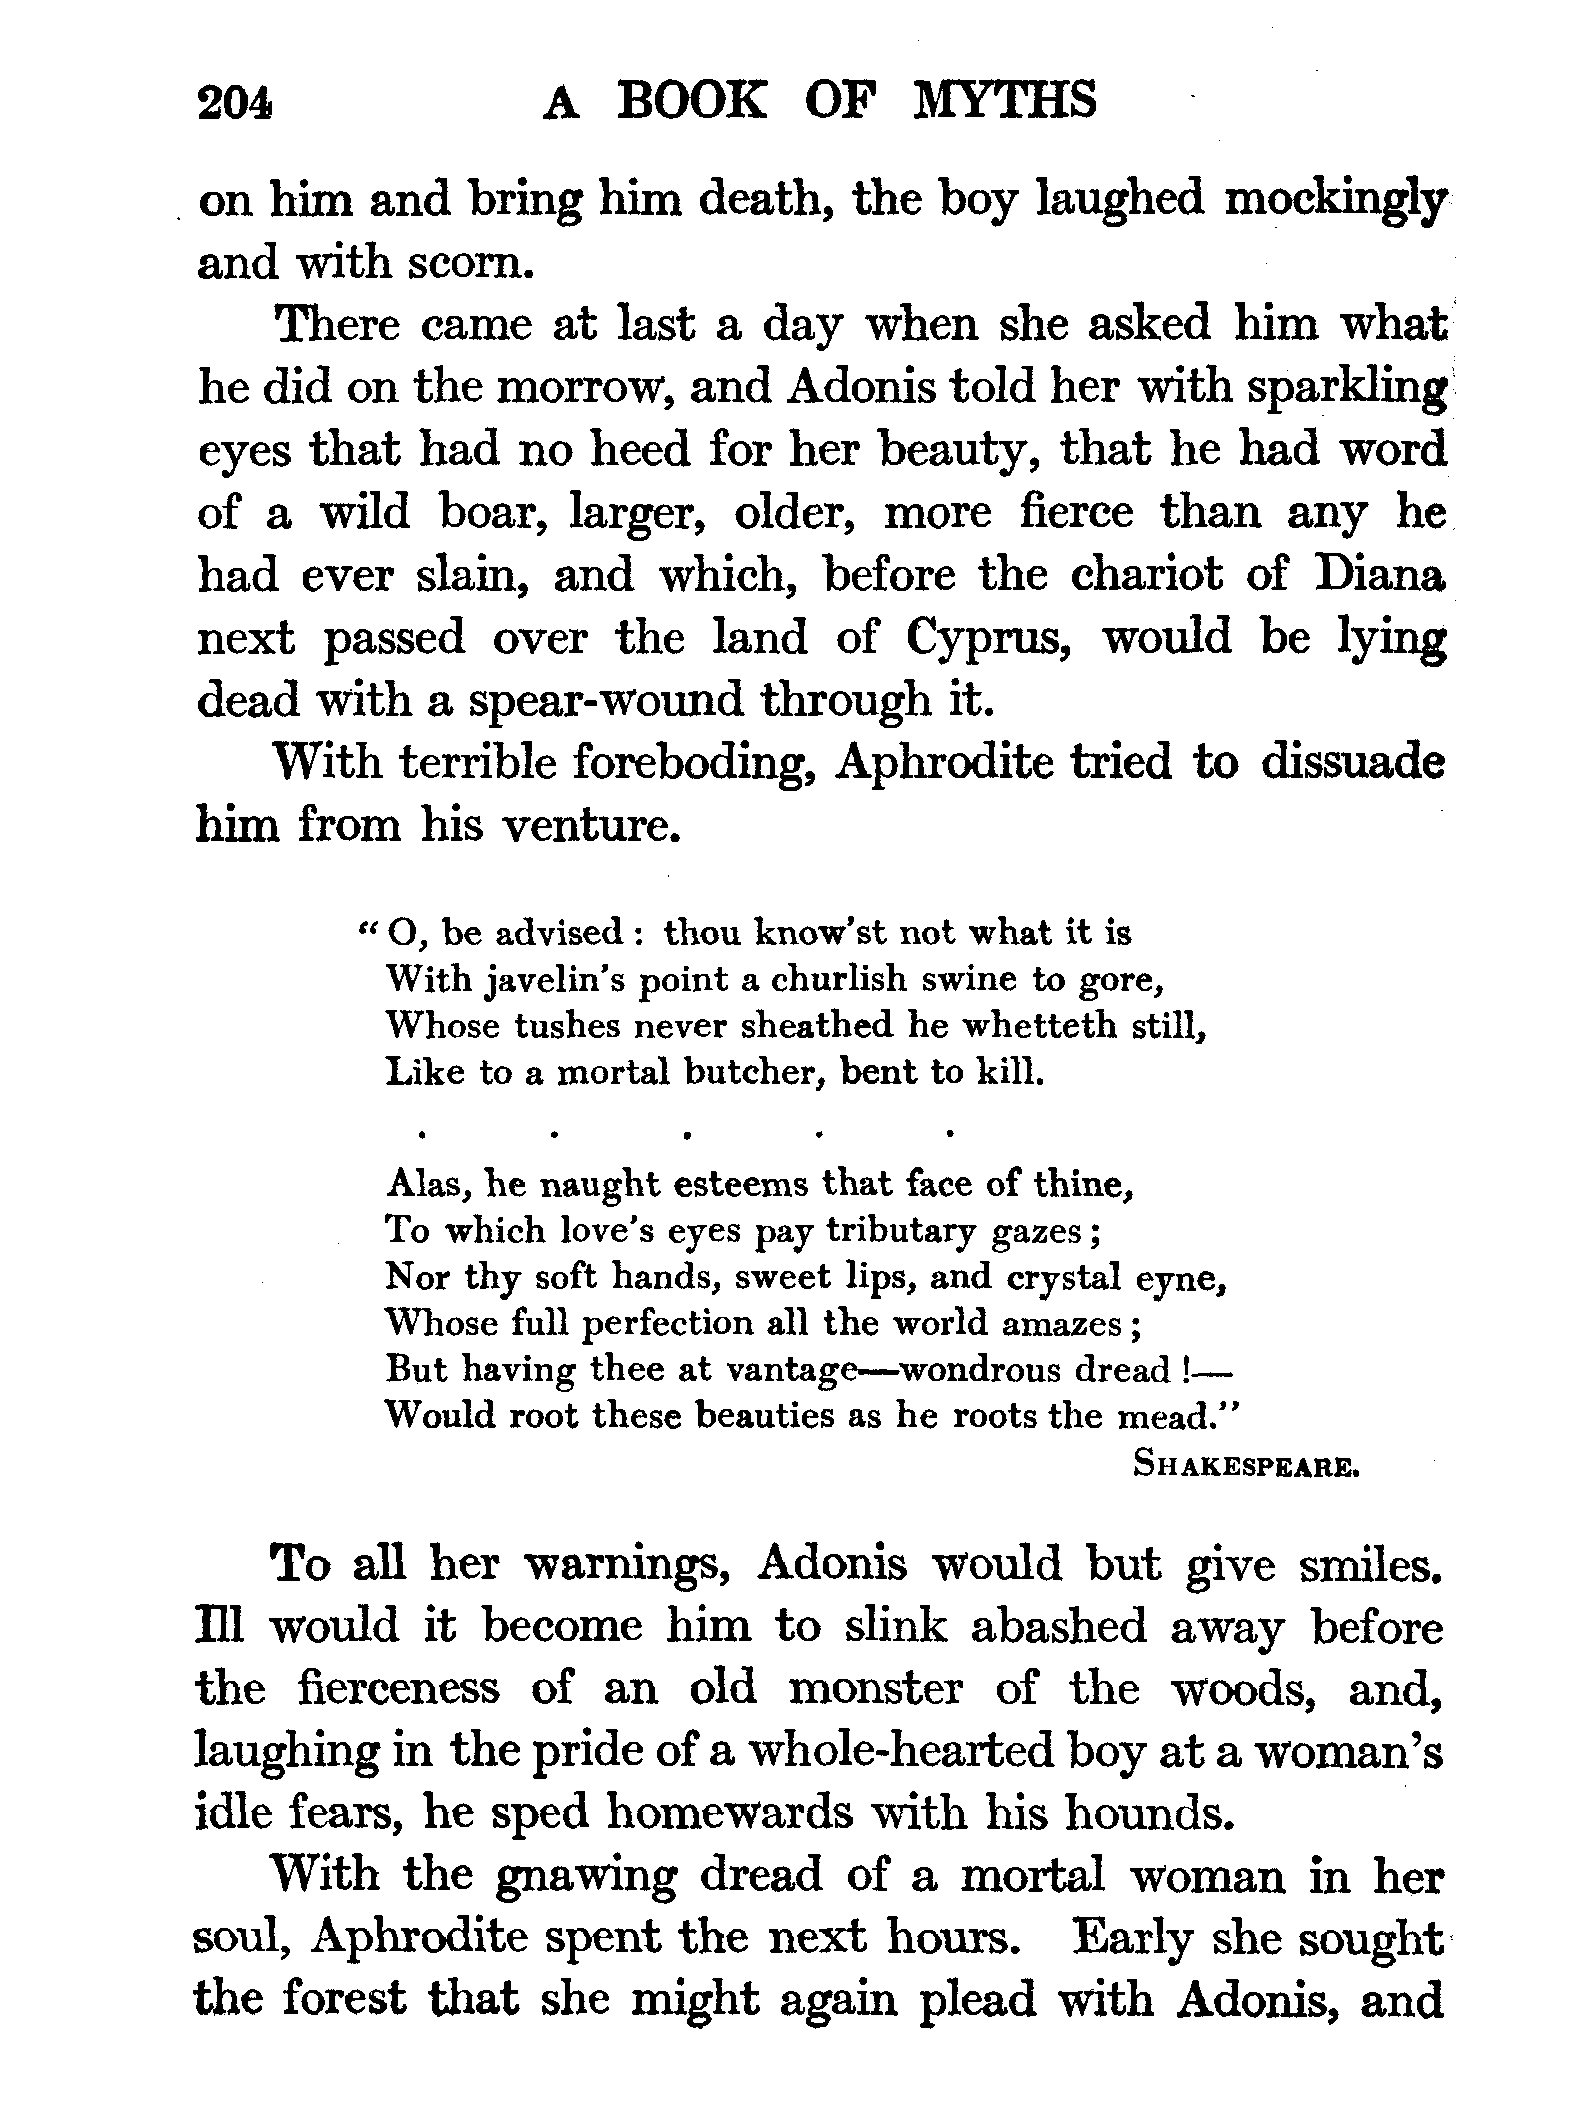 204 A BOOK OF MYTHS
on him and bring him death, the boy laughed mockingly
and with scorn.
There came at last a day when she asked him what
he did on the morrow, and Adonis told her with sparkling
eyes that had no heed for her beauty, that he had word
of a wild boar, larger, older, more fierce than any he
had ever slain, and which, before the chariot of Diana
next passed over the land of Cyprus, would be lying
dead with a spear-wound through it.
With terrible foreboding, Aphrodite tried to dissuade
him from his venture.
“ O, be advised : thou know’st not what it is
With javelin’s point a churlish swine to gore,
Whose tushes never sheathed he whetteth still,
Like to a mortal butcher, bent to kill.
. . . . .
Alas, he naught esteems that face of thine,
To which love’s eyes pay tributary gazes ;
Nor thy soft hands, sweet lips, and crystal eyne,
Whose full perfection all the world amazes ;
But having thee at vantage—wondrous dread !—
Would root these beauties as he roots the mead.”
SHAKESPEARE.
To all her warnings, Adonis would but give smiles.
Ill would it become him to slink abashed away before
the fierceness of an old monster of the woods, and,
laughing in the pride of a whole-hearted boy at a woman’s
idle fears, he sped homewards with his hounds.
With the gnawing dread of a mortal woman in her
soul, Aphrodite spent the next hours. Early she sought
the forest that she might again plead with Adonis, and